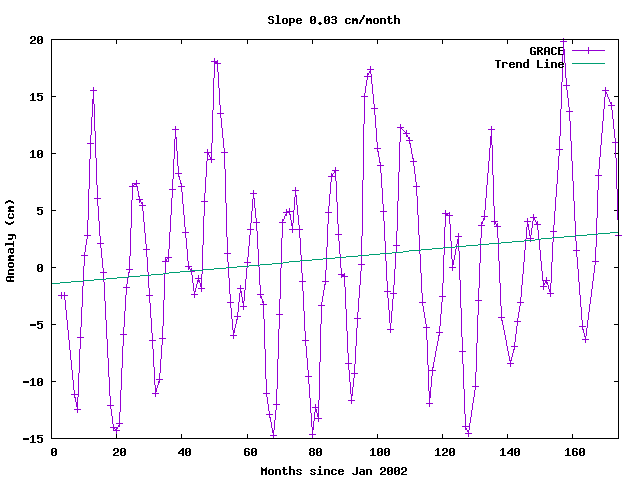 Slope 0.03 cm/month
GRACE
Trend Line
20
15
10
5
0
-5
-10
-15
Anomaly (cm)
0 20 40 60 80 100 120 140 160
Months since Jan 2002